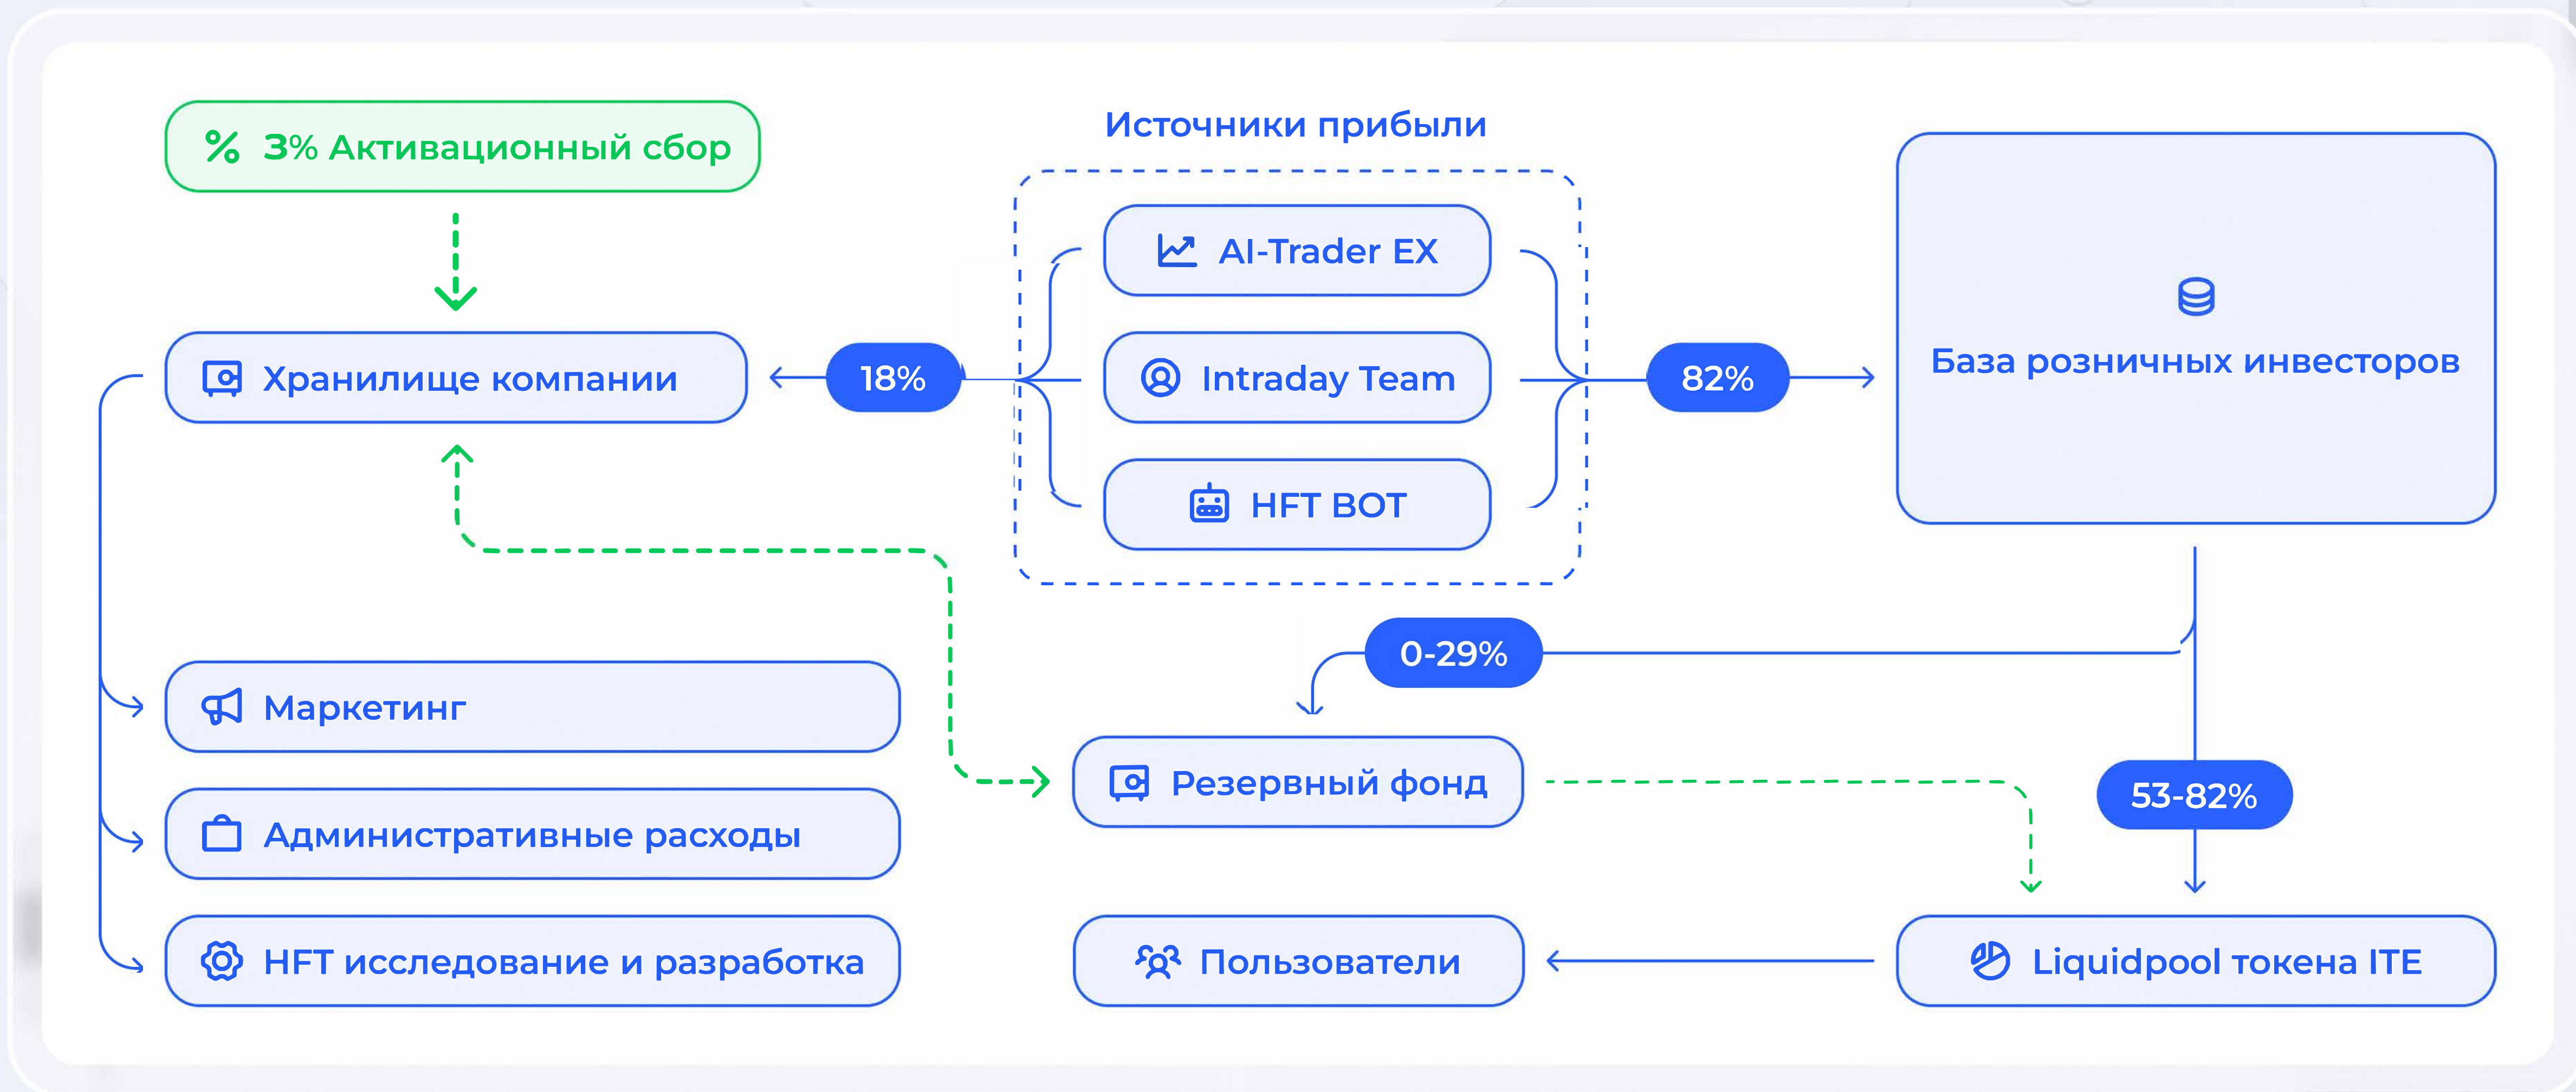 3% Активационный сбор
Источники прибыли
AI-Trader EX
Хранилище компании
18%
Intraday Team
82%
База розничных инвесторов
HFT BOT
0-29%
Маркетинг
Резервный фонд
53-82%
Административные расходы
HFT исследование и разработка
Пользователи
Liquidpool токена ITE